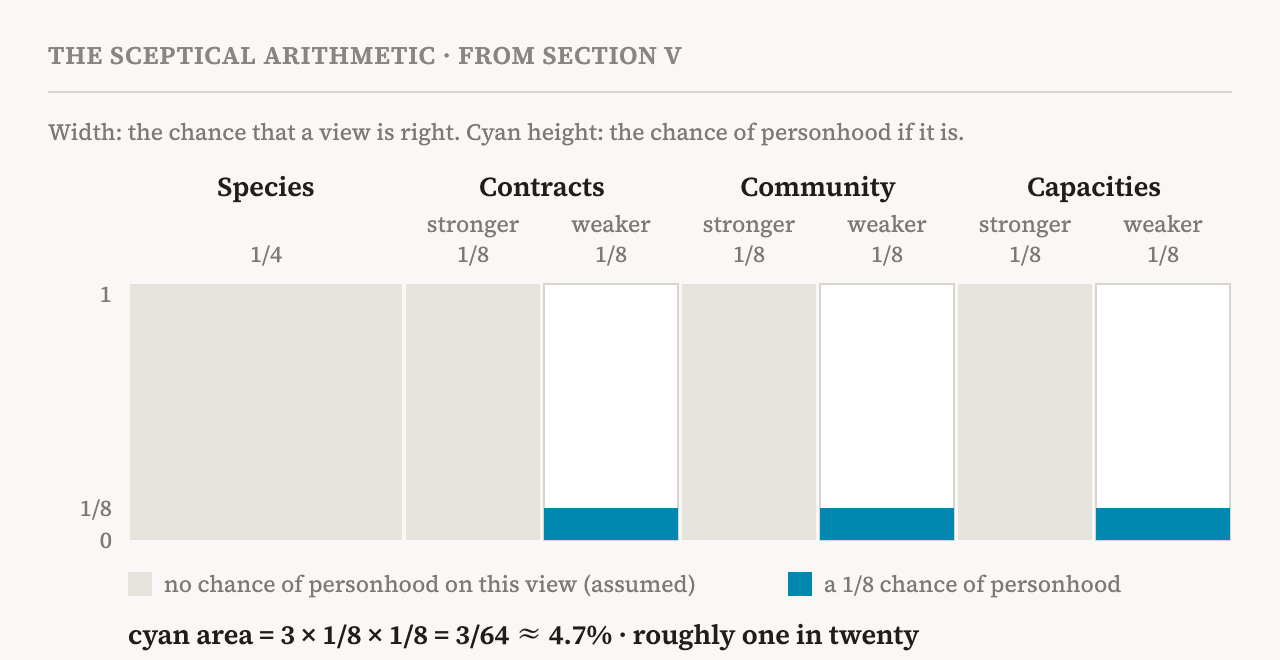 THE SCEPTICAL ARITHMETIC · FROM SECTION V
Width: the chance that a view is right. Cyan height: the chance of personhood if it is.
Species Contracts Community Capacities
stronger weaker stronger weaker stronger weaker
1/4 1/8 1/8 1/8 1/8 1/8 1/8
1
1/8
0
no chance of personhood on this view (assumed) a 1/8 chance of personhood
cyan area = 3 × 1/8 × 1/8 = 3/64 ≈ 4.7% · roughly one in twenty